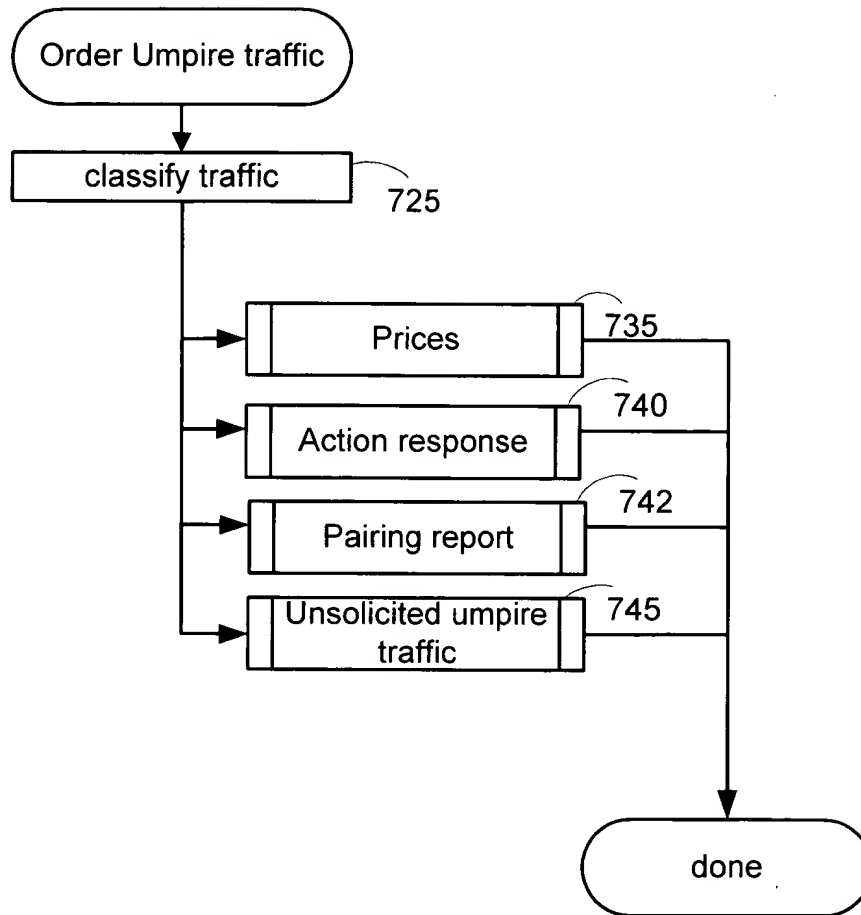 Order Umpire traffic
classify traffic
725
Prices
735
Action response
740
Pairing report
742
Unsolicited umpire
traffic
745
done